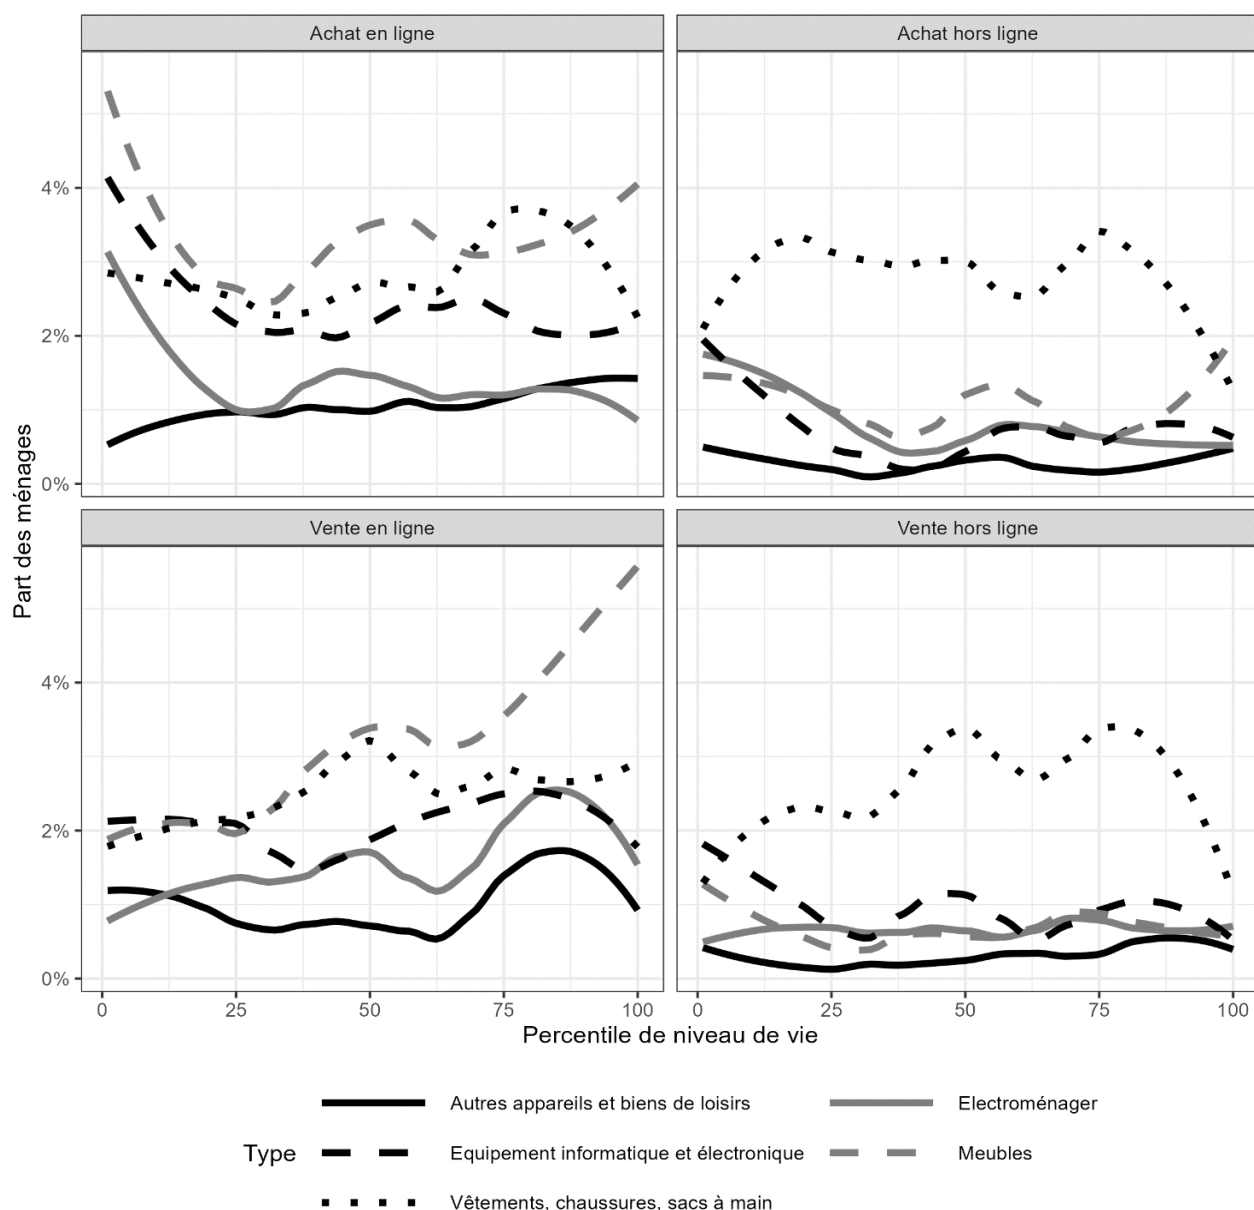 Achat en ligne
Achat hors ligne
4%
2%
0%
Part des ménages
Vente en ligne
Vente hors ligne
4%
2%
0%
0 25 50 75 100 0 25 50 75 100
Percentile de niveau de vie
Type
Autres appareils et biens de loisirs
Electroménager
Equipement informatique et électronique
Meubles
Vêtements, chaussures, sacs à main